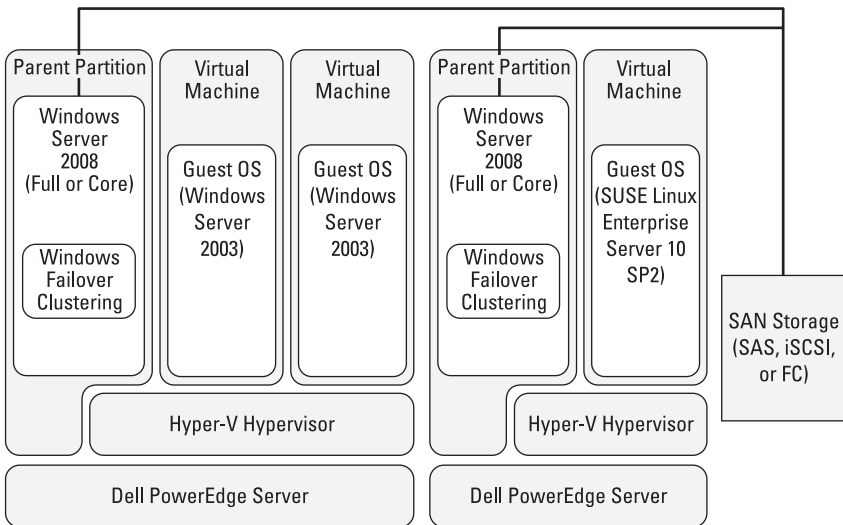 Parent Partition
Windows
Server
2008
(Full or Core)
Windows
Failover
Clustering
Virtual
Machine
Guest OS
(Windows
Server
2003)
Virtual
Machine
Guest OS
(Windows
Server
2003)
Hyper-V Hypervisor
Dell PowerEdge Server
Parent Partition
Windows
Server
2008
(Full or Core)
Windows
Failover
Clustering
Virtual
Machine
Guest OS
(SUSE Linux
Enterprise
Server 10
SP2)
Hyper-V Hypervisor
Dell PowerEdge Server
SAN Storage
(SAS, iSCSI,
or FC)